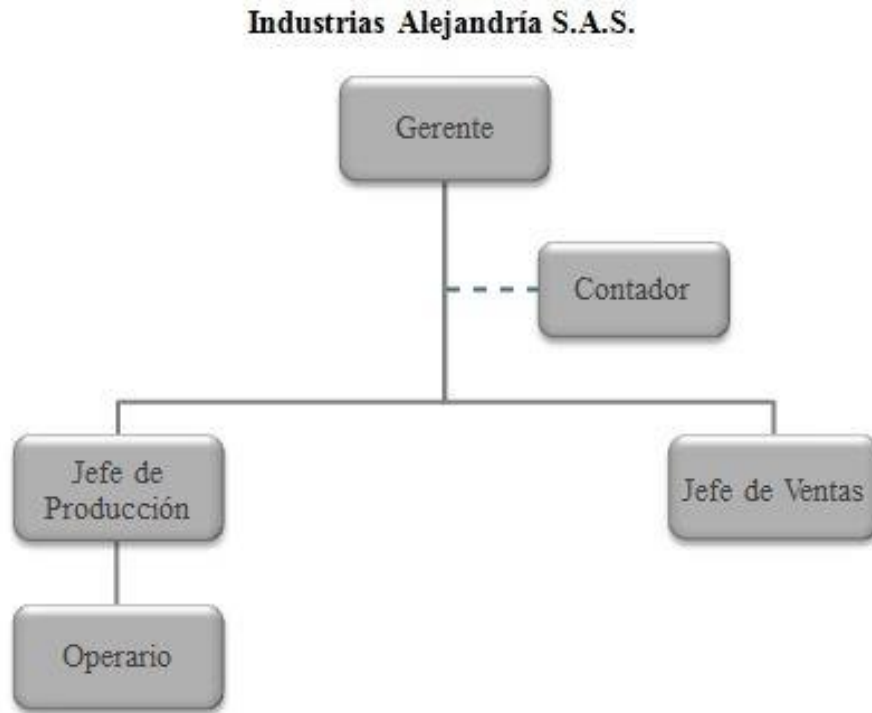 Industrias Alejandría S.A.S.
Gerente
Contador
Jefe de
Producción
Jefe de Ventas
Operario